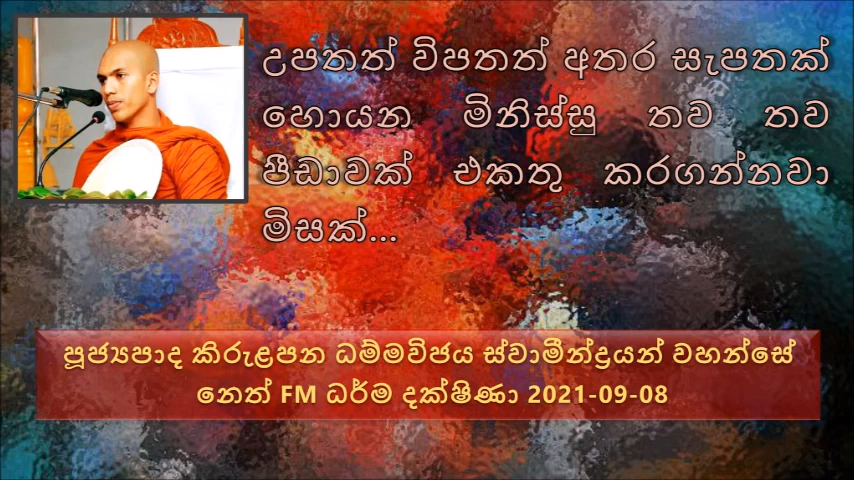 උපතත් විපතත් අතර සැපතක්
හොයන මිනිස්සු තව තව
පීඩාවක් එකතු කරගන්නවා
මිසක්...
පූජ්‍යපාද කිරුළපන ධම්මවිජය ස්වාමීන්ද්‍රයන් වහන්සේ
නෙත් FM ධර්ම දක්ෂිණා 2021-09-08